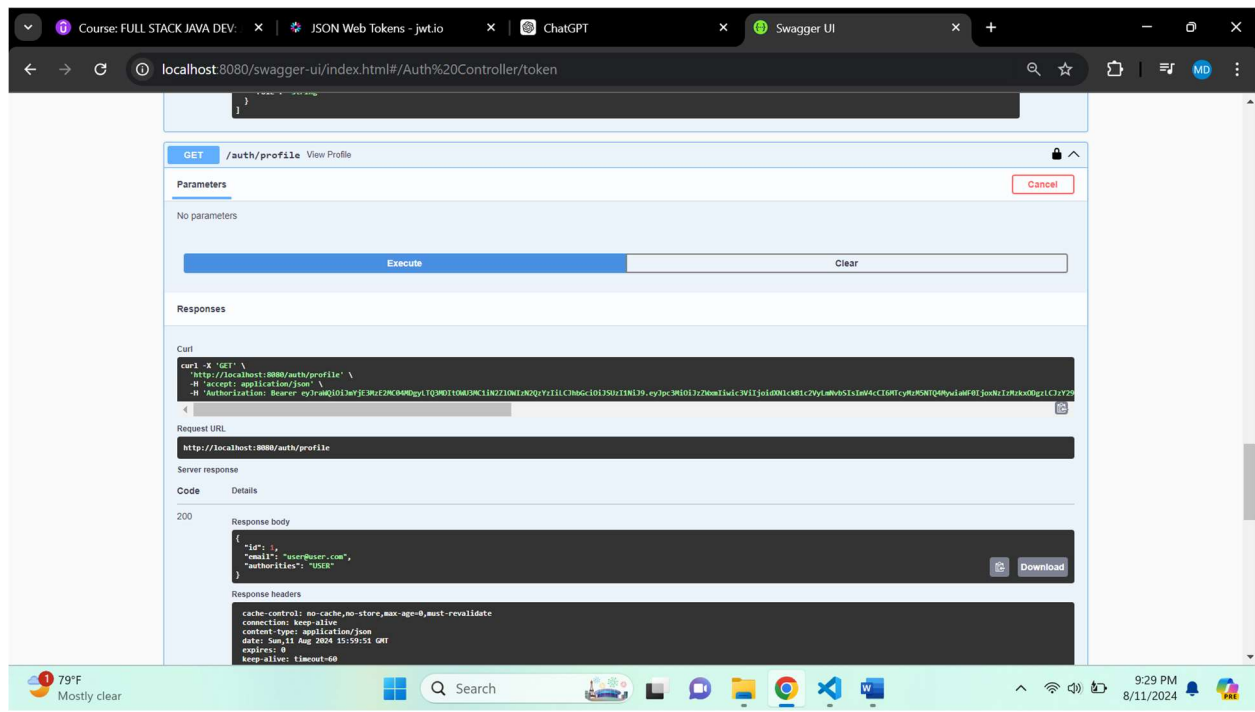 Course: FULL STACK JAVA DEV:
JSON Web Tokens - jwt.io
ChatGPT
Swagger UI
localhost:8080/swagger-ui/index.html#/Auth%20Controller/token
MD
}
]
GET /auth/profile View Profile
Parameters
Cancel
No parameters
Execute
Clear
Responses
Curl
curl -X 'GET' \
'http://localhost:8080/auth/profile' \
-H 'accept: application/json' \
-H 'Authorization: Bearer
Request URL
http://localhost:8080/auth/profile
Server response
Code Details
200
Response body
{
"id": 1,
"email": "user@user.com",
"authorities": "USER"
}
Download
Response headers
cache-control: no-cache,no-store,max-age=0,must-revalidate
connection: keep-alive
content-type: application/json
date: Sun,11 Aug 2024 15:59:51 GMT
expires: 0
keep-alive: timeout=60
1
79°F
Mostly clear
Search
9:29 PM
8/11/2024
PRE